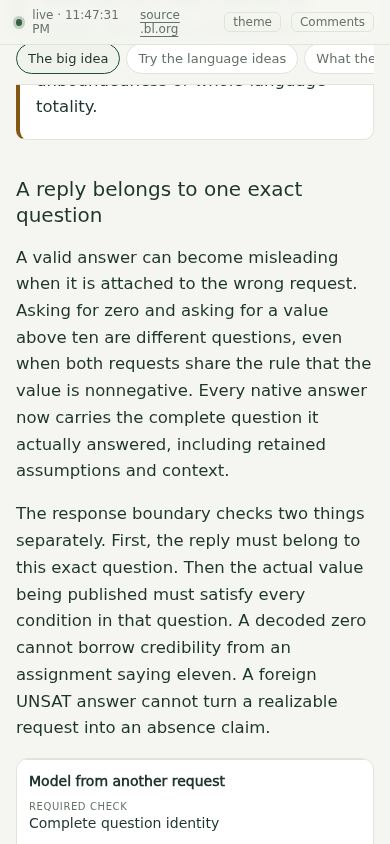 live · 11:47:31 PM
source .bl.org
theme
Comments
The big idea
Try the language ideas
What the
unboundedness or whole-language
totality.
A reply belongs to one exact
question
A valid answer can become misleading
when it is attached to the wrong request.
Asking for zero and asking for a value
above ten are different questions, even
when both requests share the rule that the
value is nonnegative. Every native answer
now carries the complete question it
actually answered, including retained
assumptions and context.
The response boundary checks two things
separately. First, the reply must belong to
this exact question. Then the actual value
being published must satisfy every
condition in that question. A decoded zero
cannot borrow credibility from an
assignment saying eleven. A foreign
UNSAT answer cannot turn a realizable
request into an absence claim.
Model from another request
REQUIRED CHECK
Complete question identity